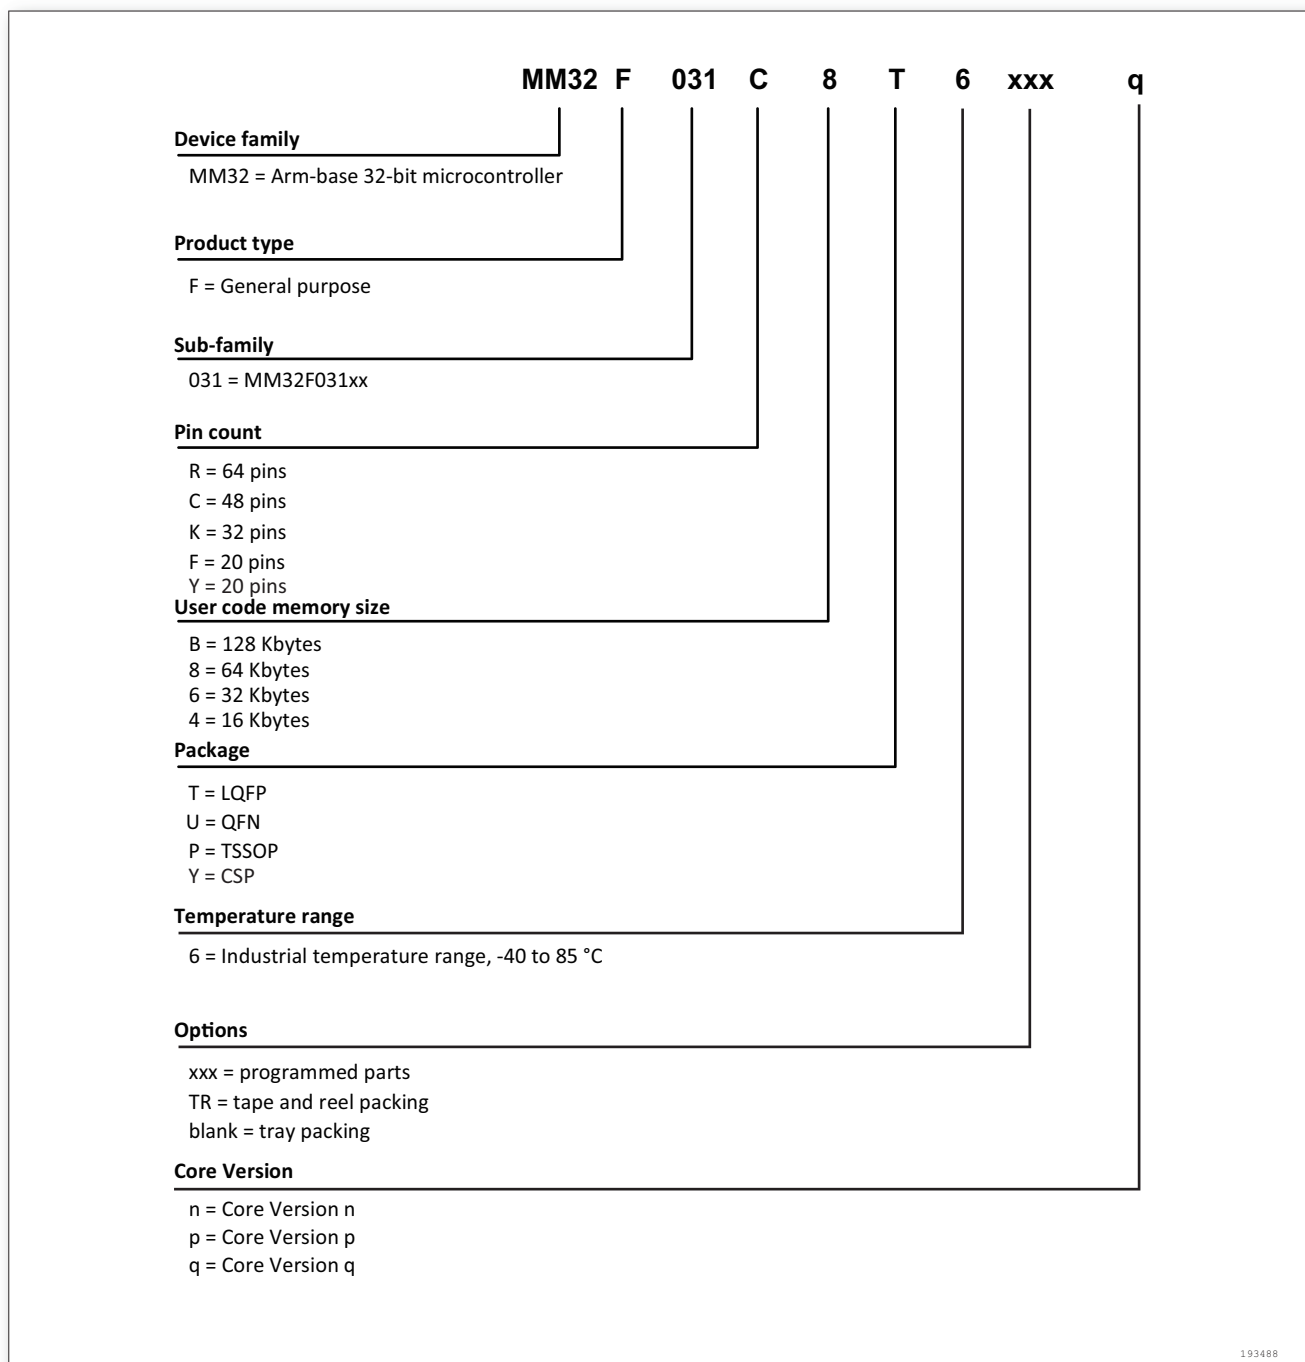 MM32 F 031 C 8 T 6 xxx q
Device family
MM32 = Arm-base 32-bit microcontroller
Product type
F = General purpose
Sub-family
031 = MM32F031xx
Pin count
R = 64 pins
C = 48 pins
K = 32 pins
F = 20 pins
Y = 20 pins
User code memory size
B = 128 Kbytes
8 = 64 Kbytes
6 = 32 Kbytes
4 = 16 Kbytes
Package
T = LQFP
U = QFN
P = TSSOP
Y = CSP
Temperature range
6 = Industrial temperature range, -40 to 85 °C
Options
xxx = programmed parts
TR = tape and reel packing
blank = tray packing
Core Version
n = Core Version n
p = Core Version p
q = Core Version q
193488